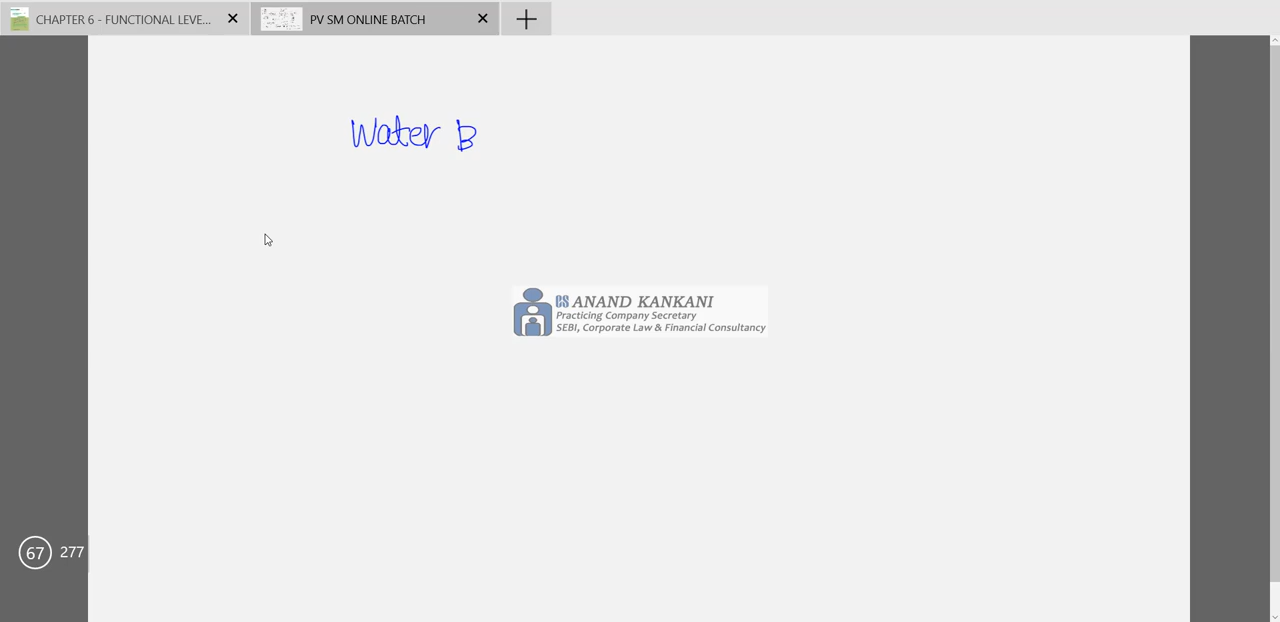 CHAPTER 6 - FUNCTIONAL LEVE...
PV SM ONLINE BATCH
Water B
CS ANAND KANKANI
Practicing Company Secretary
SEBI, Corporate Law & Financial Consultancy
67 277